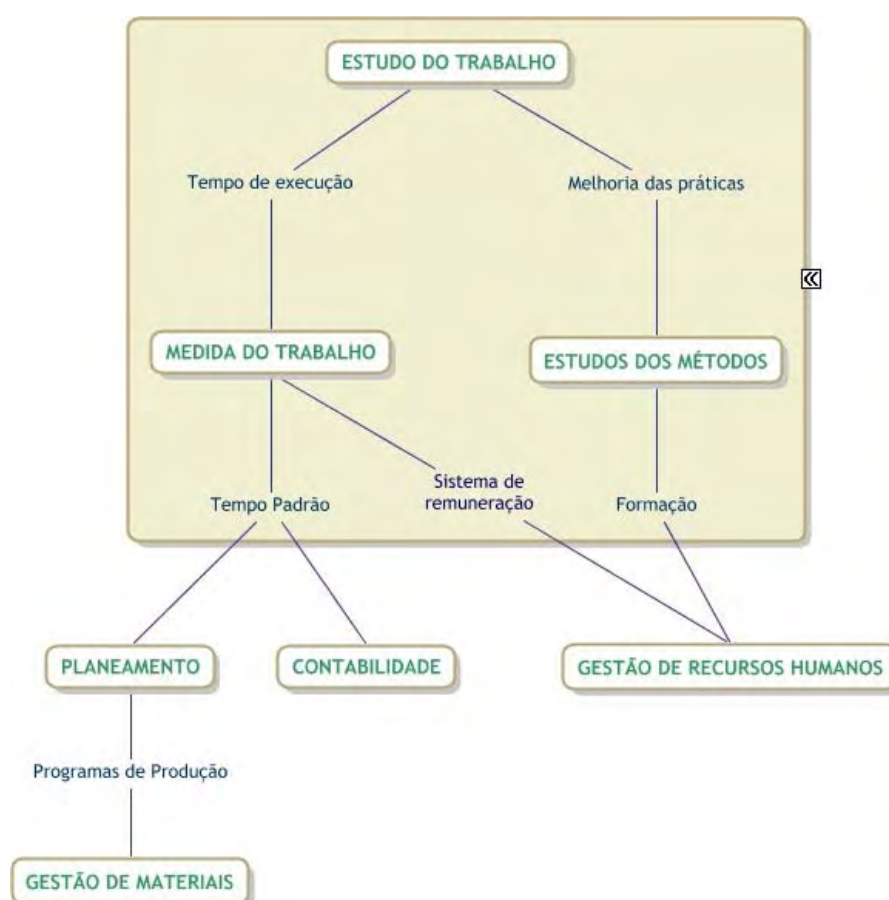 ESTUDO DO TRABALHO
Tempo de execução
Melhoria das práticas
MEDIDA DO TRABALHO
ESTUDOS DOS MÉTODOS
Sistema de
remuneração
Tempo Padrão
Formação
PLANEAMENTO
CONTABILIDADE
GESTÃO DE RECURSOS HUMANOS
Programas de Produção
GESTÃO DE MATERIAIS